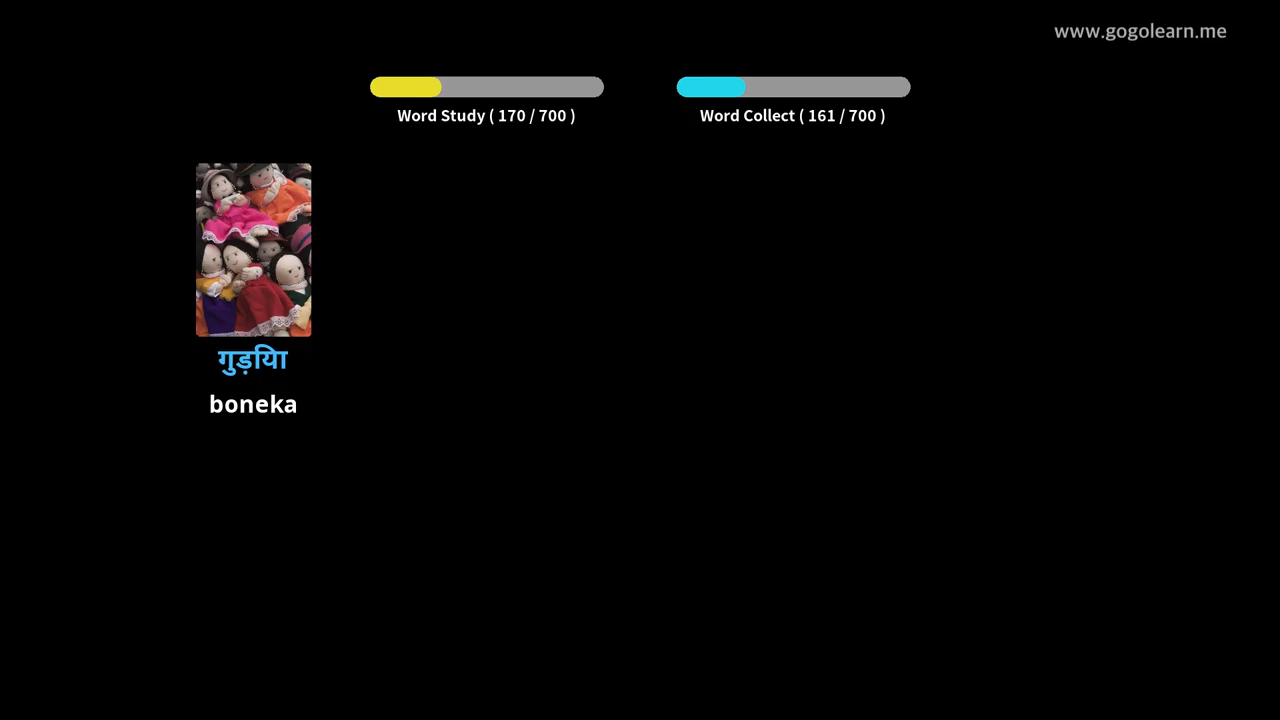 www.gogolearn.me
Word Study ( 170 / 700 )
Word Collect ( 161 / 700 )
गुड़यिा
boneka